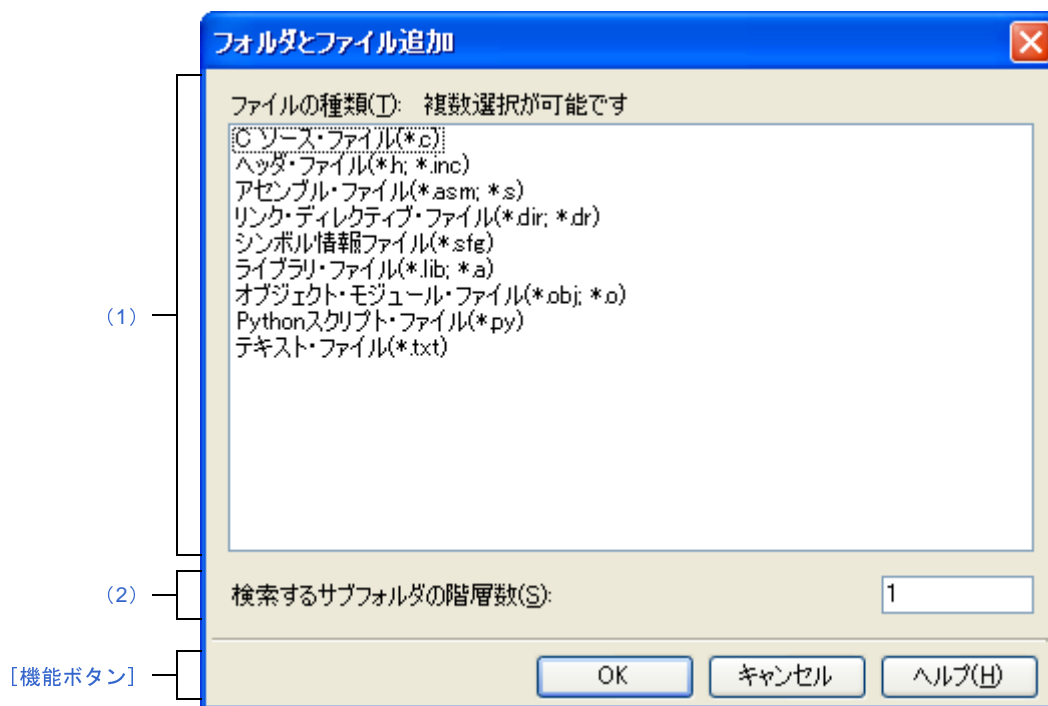 フォルダとファイル追加
ファイルの種類(T): 複数選択が可能です
C ソース・ファイル(*.c)
ヘッダ・ファイル(*.h; *.inc)
アセンブル・ファイル(*.asm; *.s)
リンク・ディレクティブ・ファイル(*.dir; *.dr)
シンボル情報ファイル(*.sfg)
ライブラリ・ファイル(*.lib; *.a)
オブジェクト・モジュール・ファイル(*.obj; *.o)
Pythonスクリプト・ファイル(*.py)
テキスト・ファイル(*.txt)
(1)
(2)
検索するサブフォルダの階層数(S): 1
[機能ボタン]
OK キャンセル ヘルプ(H)